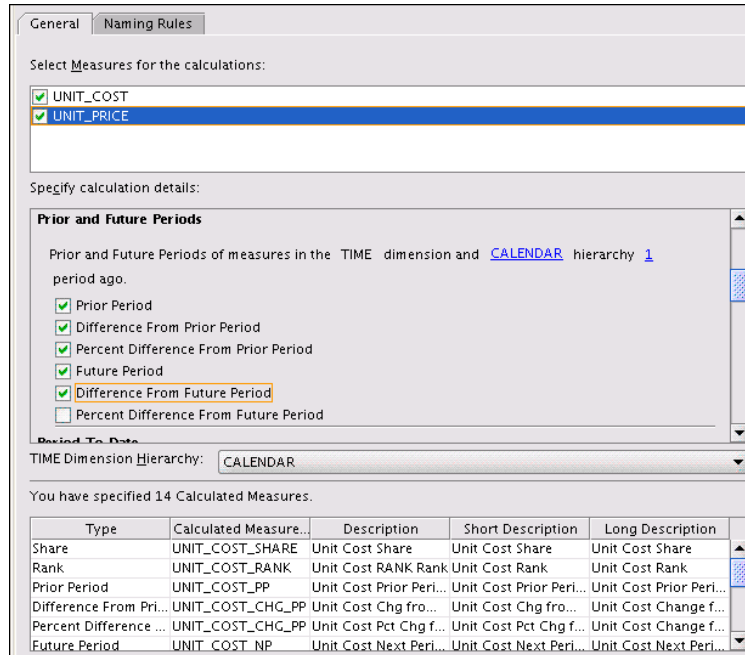 General Naming Rules
Select Measures for the calculations:
UNIT_COST
UNIT_PRICE
Specify calculation details:
Prior and Future Periods
Prior and Future Periods of measures in the TIME dimension and CALENDAR hierarchy 1
period ago.
Prior Period
Difference From Prior Period
Percent Difference From Prior Period
Future Period
Difference From Future Period
Percent Difference From Future Period
Period To Date
TIME Dimension Hierarchy: CALENDAR
You have specified 14 Calculated Measures.
Type Calculated Measure... Description Short Description Long Description
Share UNIT_COST_SHARE Unit Cost Share Unit Cost Share Unit Cost Share
Rank UNIT_COST_RANK Unit Cost RANK Rank Unit Cost Rank Unit Cost Rank
Prior Period UNIT_COST_PP Unit Cost Prior Peri... Unit Cost Prior Peri... Unit Cost Prior Peri...
Difference From Pri... UNIT_COST_CHG_PP Unit Cost Chg fro... Unit Cost Chg fro... Unit Cost Change f...
Percent Difference ... UNIT_COST_CHG_PP Unit Cost Pct Chg f... Unit Cost Pct Chg f... Unit Cost Change f...
Future Period UNIT_COST_NP Unit Cost Next Peri... Unit Cost Next Peri... Unit Cost Next Peri...